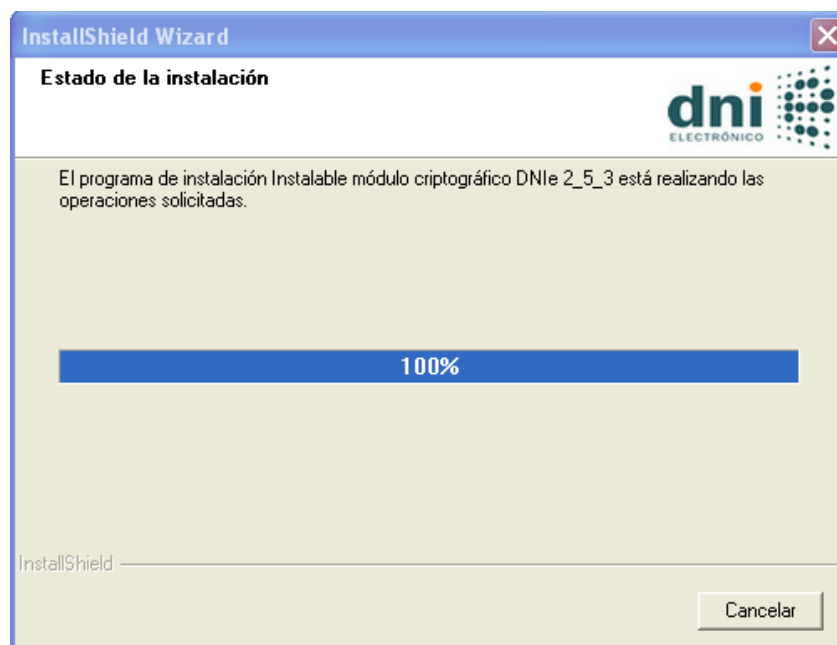 InstallShield Wizard
Estado de la instalación
dni
ELECTRÓNICO
El programa de instalación Instalable módulo criptográfico DNIe 2_5_3 está realizando las
operaciones solicitadas.
100%
InstallShield
Cancelar